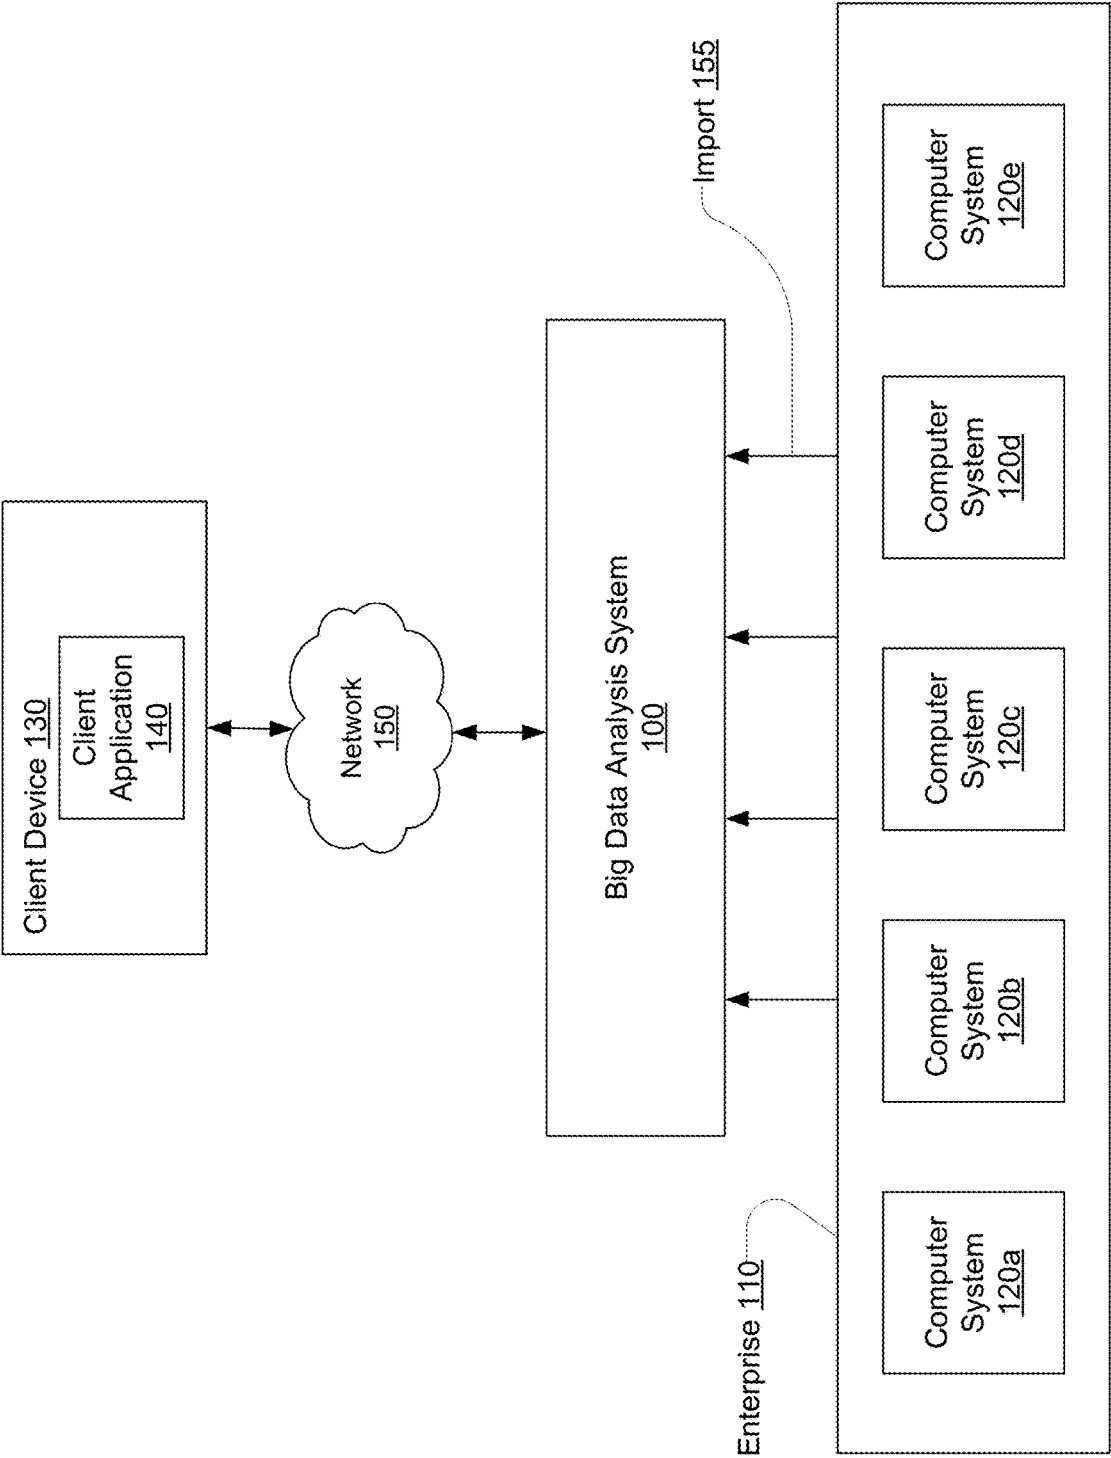 Client Device 130
Client
Application
140
Network
150
Big Data Analysis System
100
Import 155
Enterprise 110
Computer
System
120a
Computer
System
120b
Computer
System
120c
Computer
System
120d
Computer
System
120e